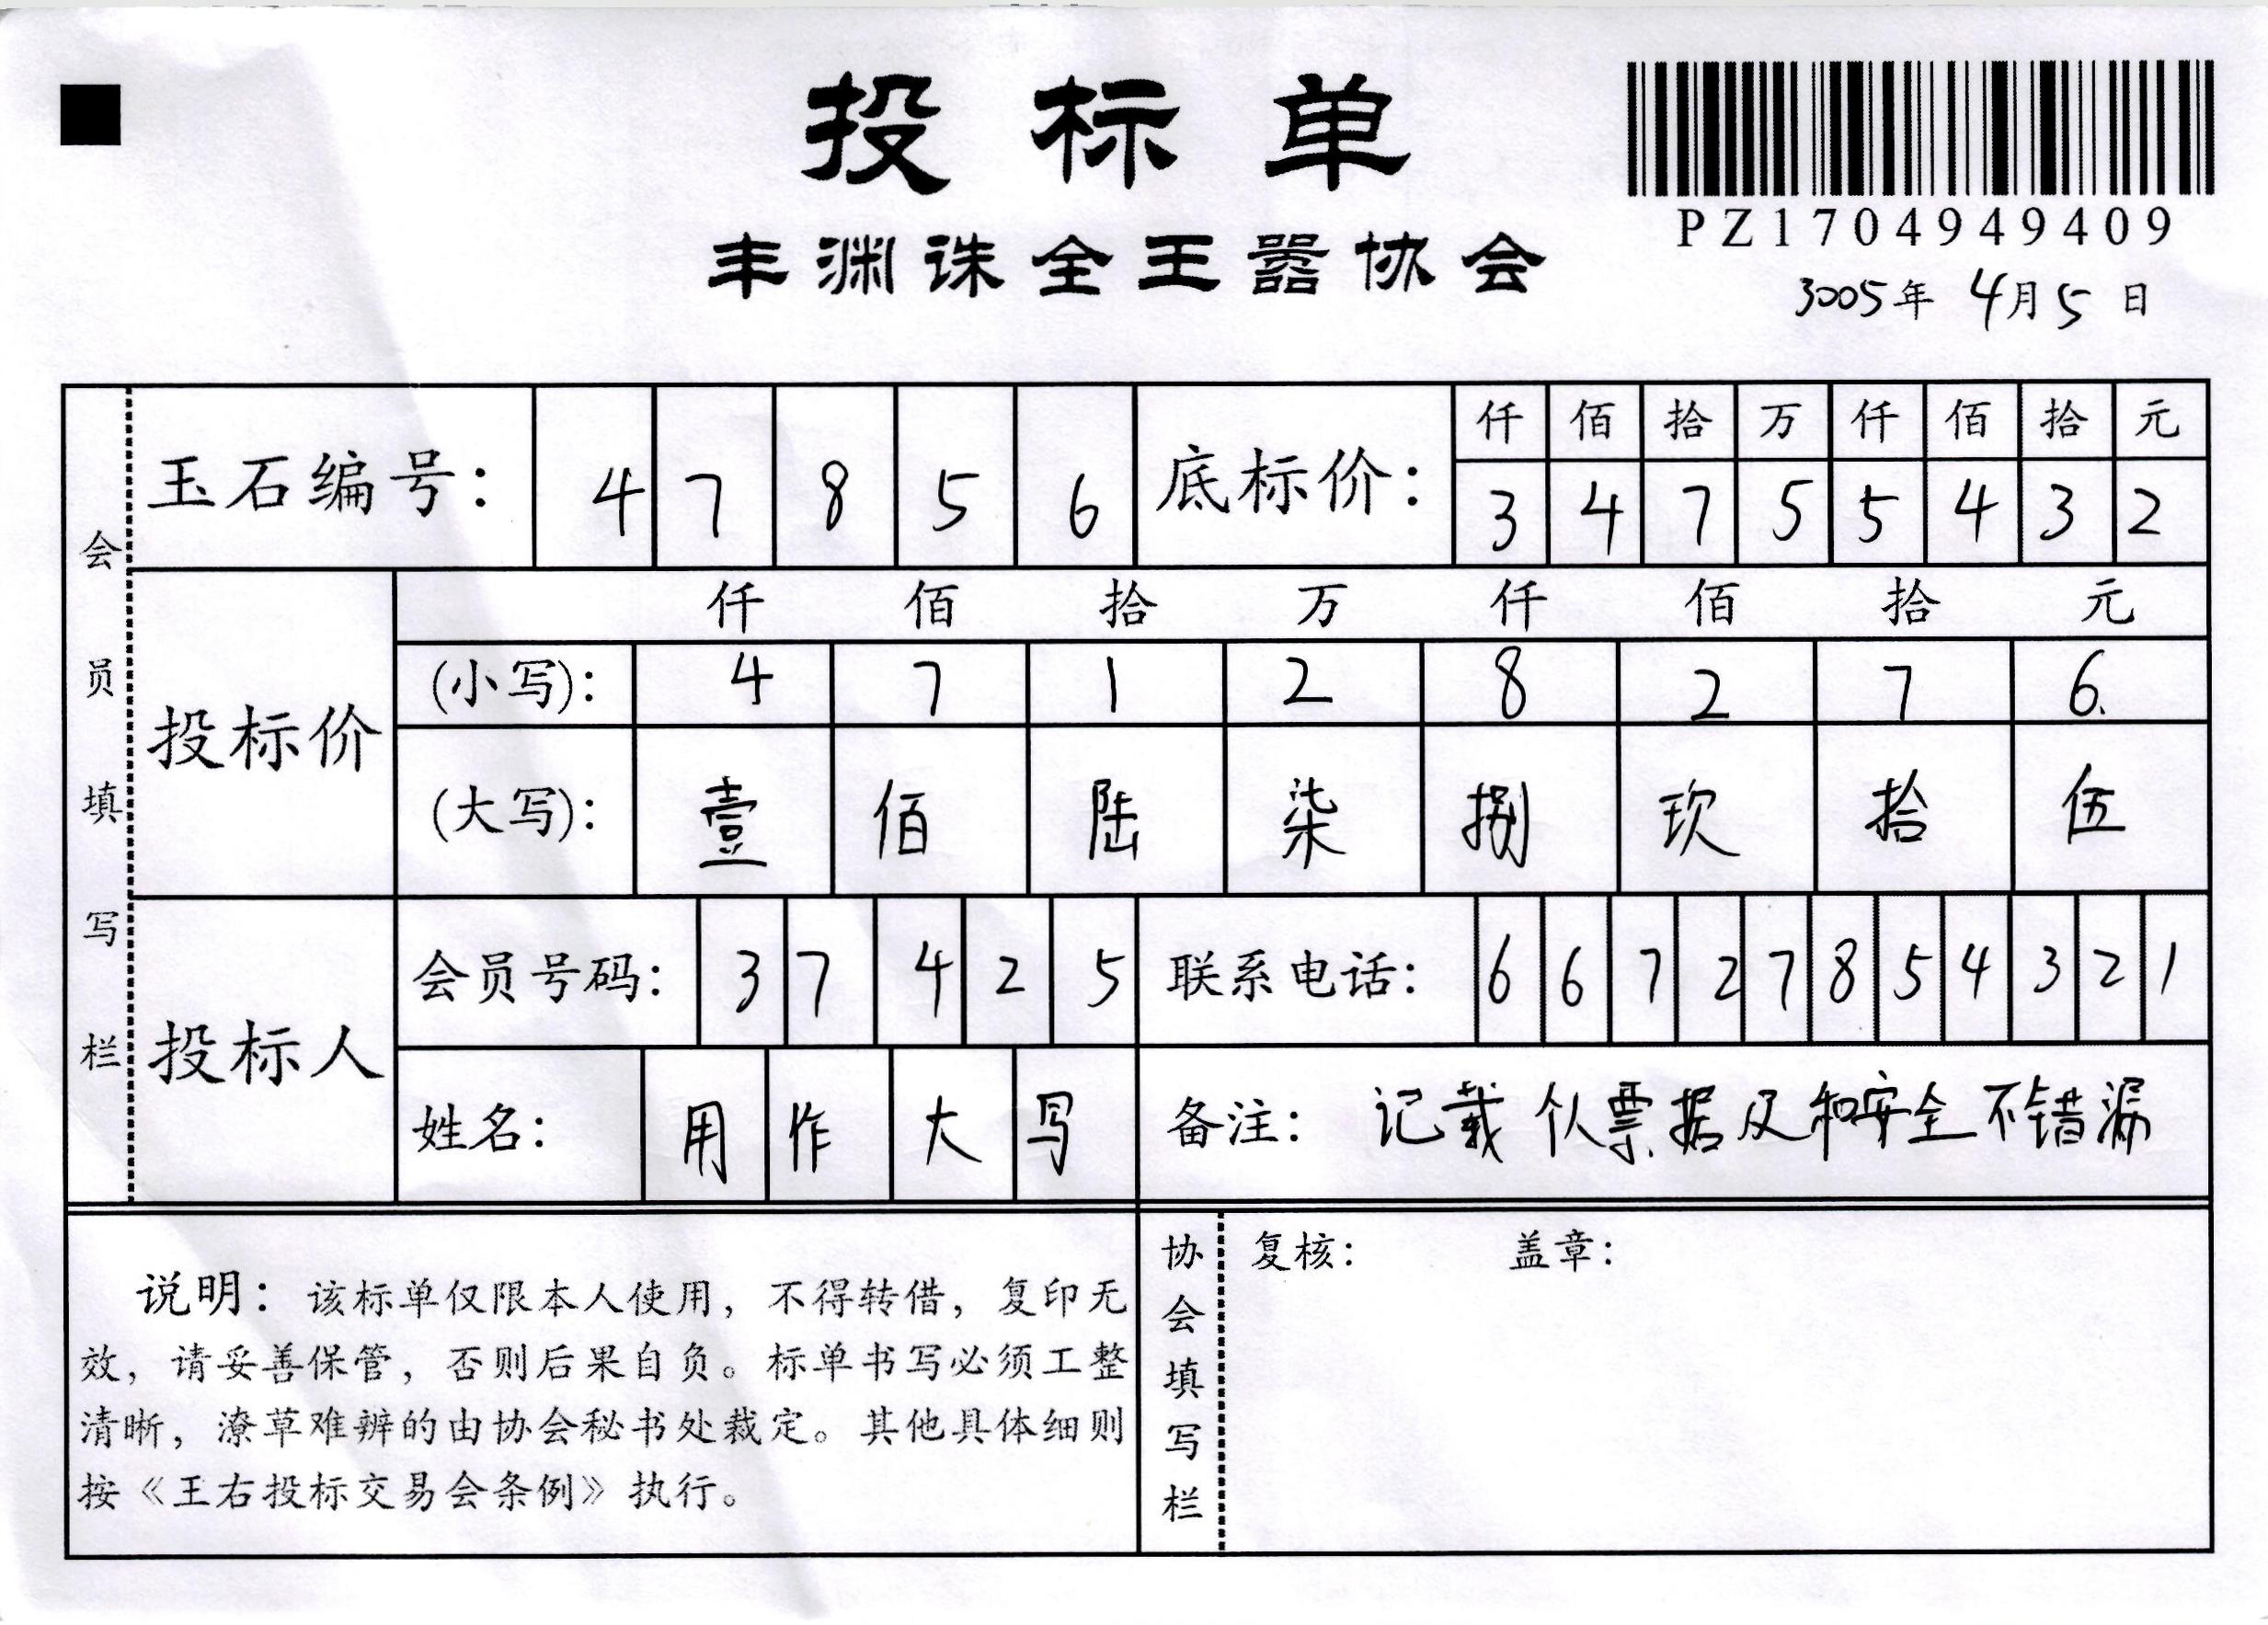 投标单
PZ1704949409
丰渊诛全王嚣协会
3005年 4月5日
会员填写栏
玉石编号： 4 7 8 5 6
底标价： 仟 佰 拾 万 仟 佰 拾 元
3 4 7 5 5 4 3 2
投标价
仟 佰 拾 万 仟 佰 拾 元
(小写)： 4 7 1 2 8 2 7 6
(大写)： 壹 佰 陆 柒 捌 玖 拾 伍
投标人
会员号码： 3 7 4 2 5
联系电话： 6 6 7 2 7 8 5 4 3 2 1
姓名： 用 作 大 写
备注： 记载 票据及和安全不错漏
说明：该标单仅限本人使用，不得转借，复印无
效，请妥善保管，否则后果自负。标单书写必须工整
清晰，潦草难辨的由协会秘书处裁定。其他具体细则
按《王右投标交易会条例》执行。
协会填写栏
复核： 盖章：